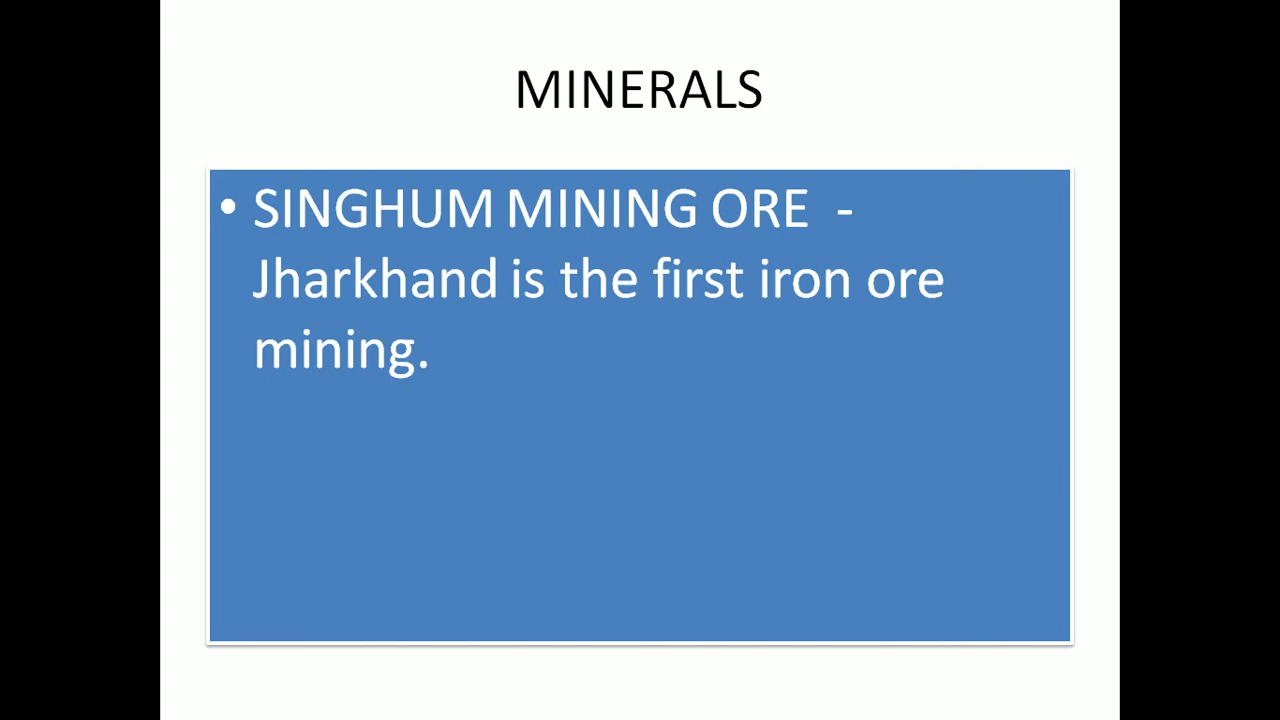 MINERALS
• SINGHUM MINING ORE  -
Jharkhand is the first iron ore
mining.